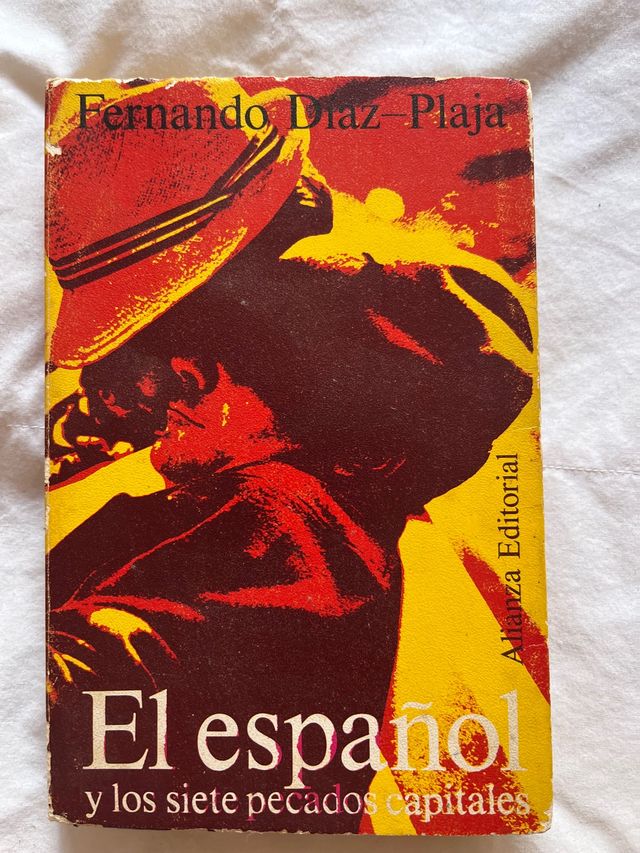 Fernando Díaz-Plaja
Alianza Editorial
El español
y los siete pecados capitales